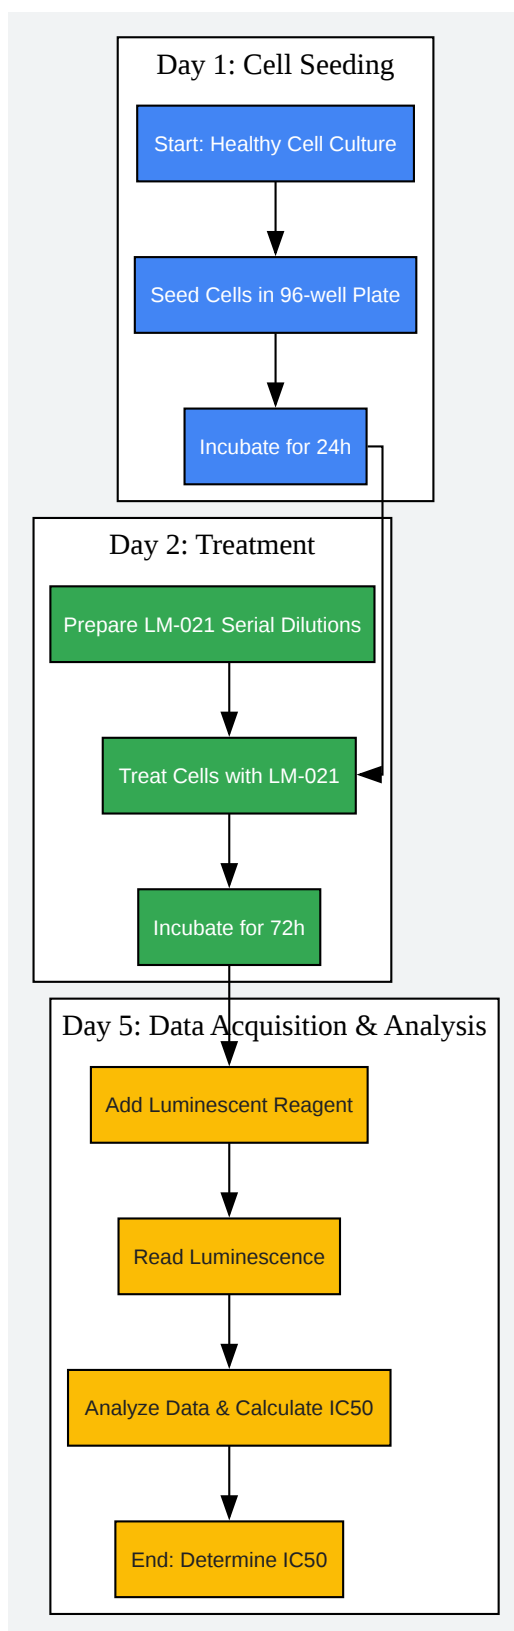 Day 1: Cell Seeding
Start: Healthy Cell Culture
Seed Cells in 96-well Plate
Incubate for 24h
Day 2: Treatment
Prepare LM-021 Serial Dilutions
Treat Cells with LM-021
Incubate for 72h
Day 5: Data Acquisition & Analysis
Add Luminescent Reagent
Read Luminescence
Analyze Data & Calculate IC50
End: Determine IC50